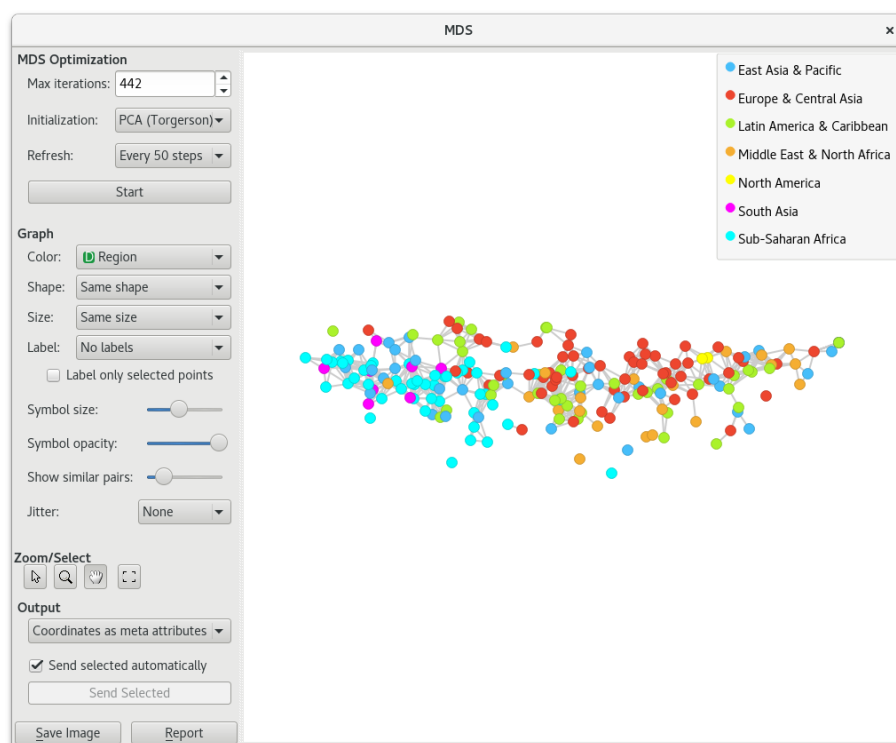 MDS
×
MDS Optimization
Max iterations: 442
Initialization: PCA (Torgerson)
Refresh: Every 50 steps
Start
Graph
Color: D Region
Shape: Same shape
Size: Same size
Label: No labels
Label only selected points
Symbol size:
Symbol opacity:
Show similar pairs:
Jitter: None
Zoom/Select
Output
Coordinates as meta attributes
Send selected automatically
Send Selected
Save Image Report
East Asia & Pacific
Europe & Central Asia
Latin America & Caribbean
Middle East & North Africa
North America
South Asia
Sub-Saharan Africa